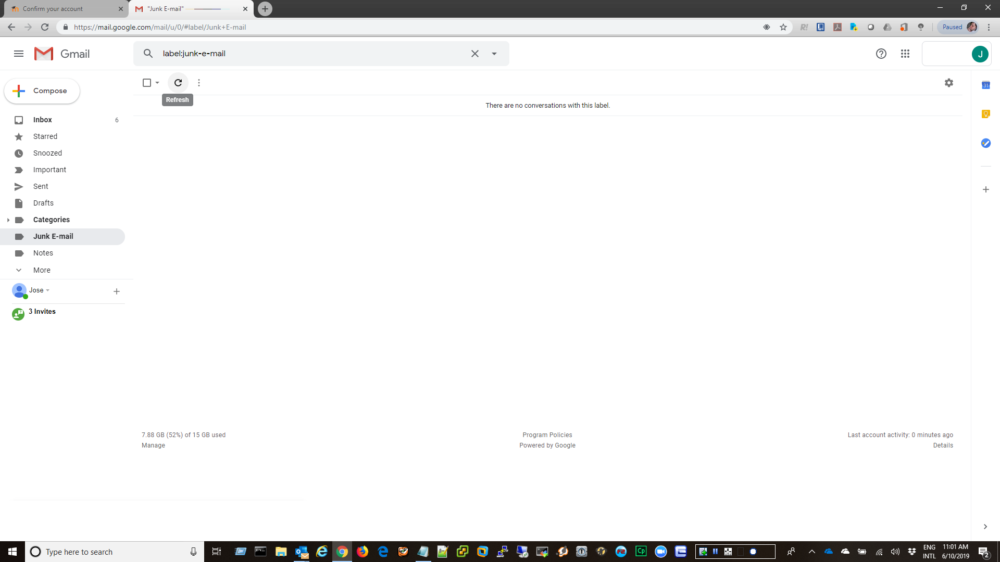 Confirm your account
"Junk E-mail"
https://mail.google.com/mail/u/0/#label/Junk+E-mail
R!
Paused
Gmail
label:junk-e-mail
J
Compose
Refresh
31
There are no conversations with this label.
Inbox 6
Starred
Snoozed
Important
Sent
Drafts
Categories
Junk E-mail
Notes
More
Jose
3 Invites
7.88 GB (52%) of 15 GB used
Manage
Program Policies
Powered by Google
Last account activity: 0 minutes ago
Details
Type here to search
Cp
ENG
INTL
11:01 AM
6/10/2019
2